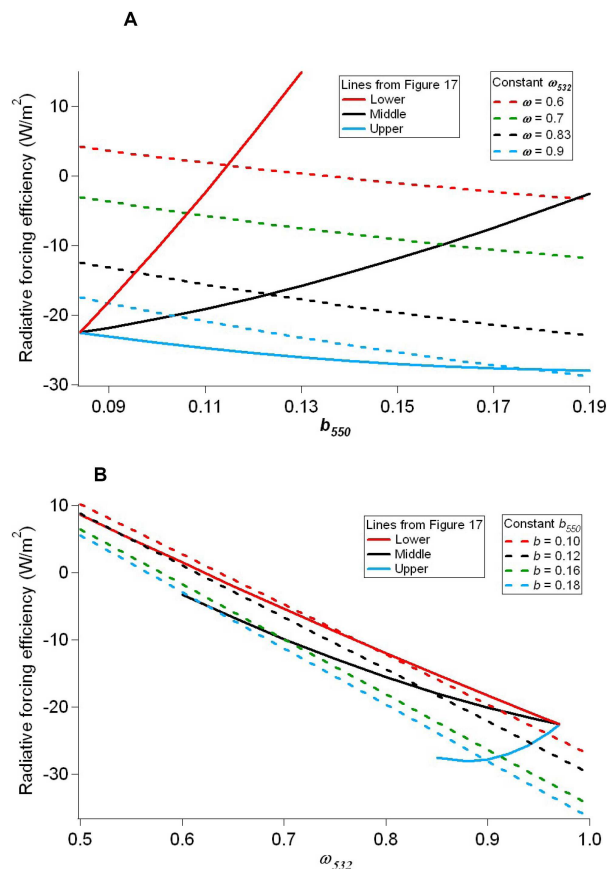 A
Radiative forcing efficiency (W/m²)
10
0
-10
-20
-30
Lines from Figure 17
Lower
Middle
Upper
Constant ω532
ω = 0.6
ω = 0.7
ω = 0.83
ω = 0.9
0.09 0.11 0.13 0.15 0.17 0.19
b550
B
Radiative forcing efficiency (W/m²)
10
0
-10
-20
-30
Lines from Figure 17
Lower
Middle
Upper
Constant b550
b = 0.10
b = 0.12
b = 0.16
b = 0.18
0.5 0.6 0.7 0.8 0.9 1.0
ω532